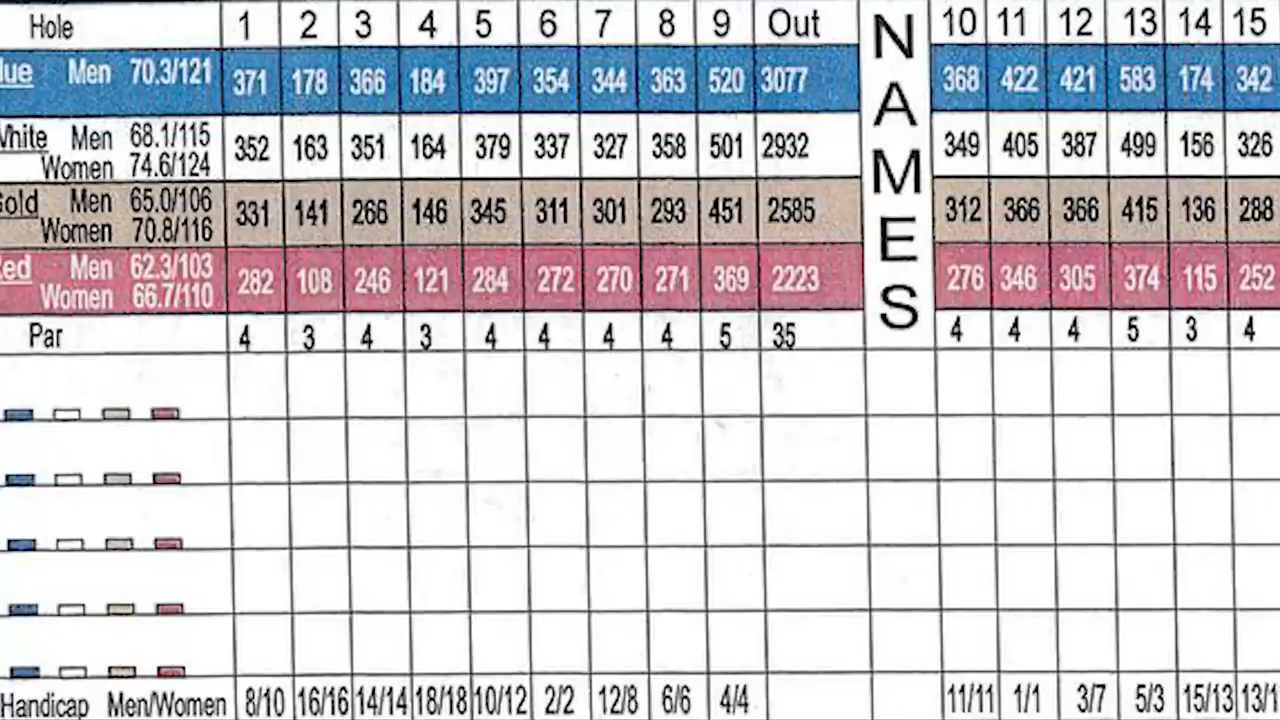 Hole 1 2 3 4 5 6 7 8 9 Out NAMES 10 11 12 13 14 15
lue Men 70.3/121 371 178 366 184 397 354 344 363 520 3077 368 422 421 583 174 342
White Men 68.1/115 352 163 351 164 379 337 327 358 501 2932 349 405 387 499 156 326
Women 74.6/124
Gold Men 65.0/106 331 141 266 146 345 311 301 293 451 2585 312 366 366 415 136 288
Women 70.8/116
ed Men 62.3/103 282 108 246 121 284 272 270 271 369 2223 276 346 305 374 115 252
Women 66.7/110
Par 4 3 4 3 4 4 4 4 5 35 4 4 4 5 3 4
Handicap Men/Women 8/10 16/16 14/14 18/18 10/12 2/2 12/8 6/6 4/4 11/11 1/1 3/7 5/3 15/13 13/1